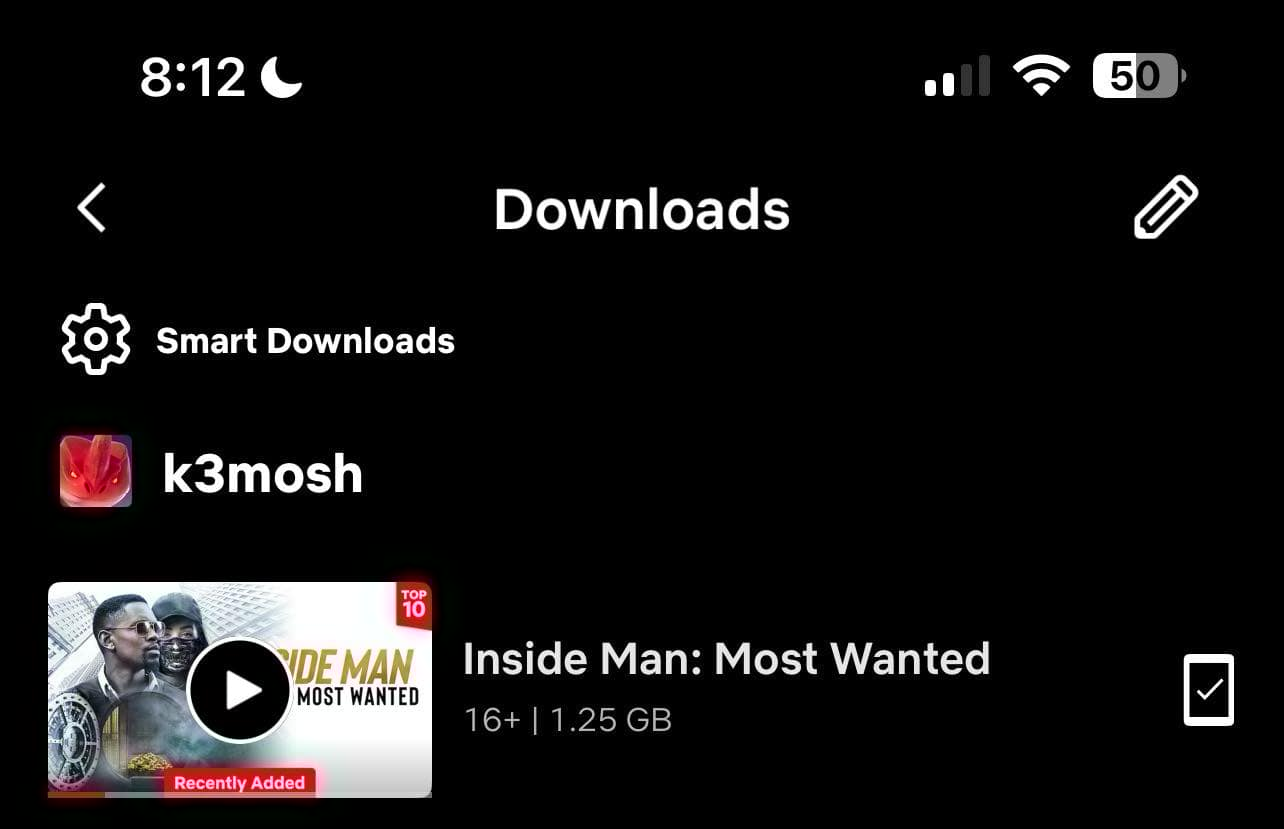 8:12
50
Downloads
Smart Downloads
k3mosh
TOP
10
IDE MAN
MOST WANTED
Recently Added
Inside Man: Most Wanted
16+ | 1.25 GB